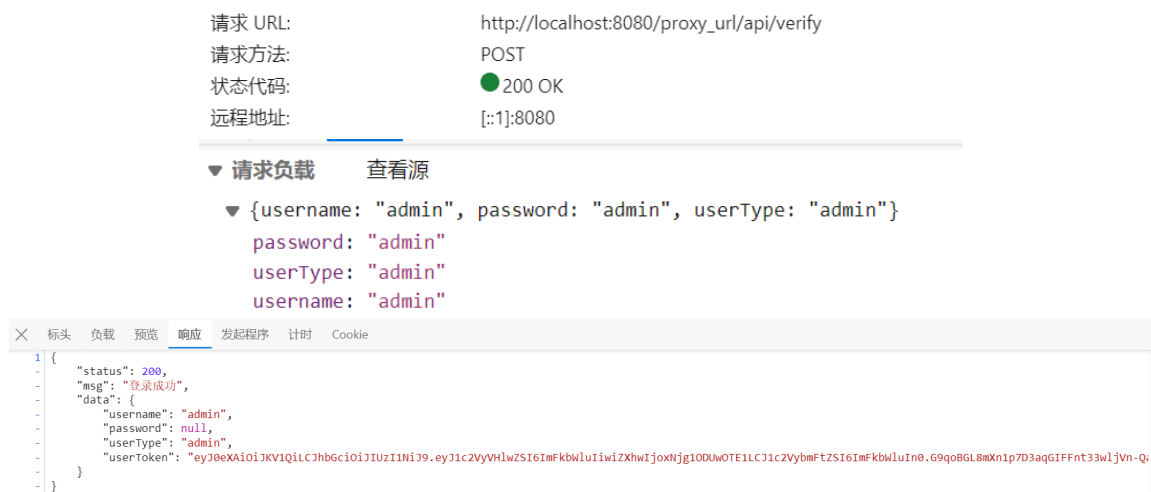 请求 URL: http://localhost:8080/proxy_url/api/verify
请求方法: POST
状态代码: 200 OK
远程地址: [::1]:8080
请求负载 查看源
{username: "admin", password: "admin", userType: "admin"}
password: "admin"
userType: "admin"
username: "admin"
标头 负载 预览 响应 发起程序 计时 Cookie
1 {
- "status": 200,
- "msg": "登录成功",
- "data": {
- "username": "admin",
- "password": null,
- "userType": "admin",
- "userToken": "eyJ0eXAiOiJKV1QiLCJhbGciOiJIUzI1NiJ9.eyJ1c2VyVHlwZSI6ImFkbWluIiwiZXhwIjoxNjg1ODUwOTE1LCJ1c2VybmFtZSI6ImFkbWluIn0.G9qoBGL8mXn1p7D3aqGIFFnt33wljVn-Qa
- }
- }